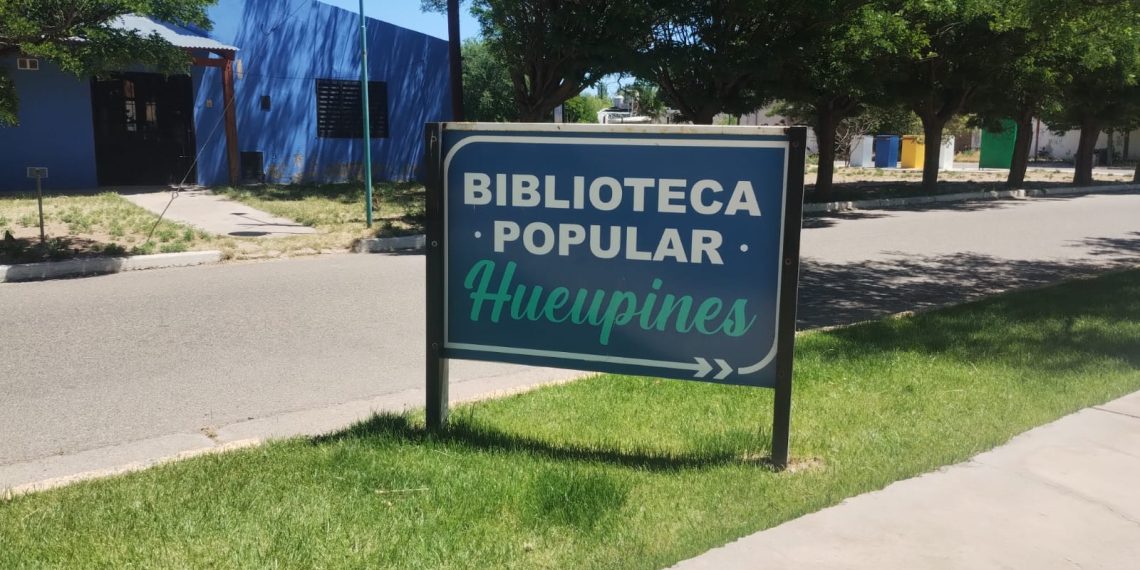 BIBLIOTECA
· POPULAR ·
Hueupines